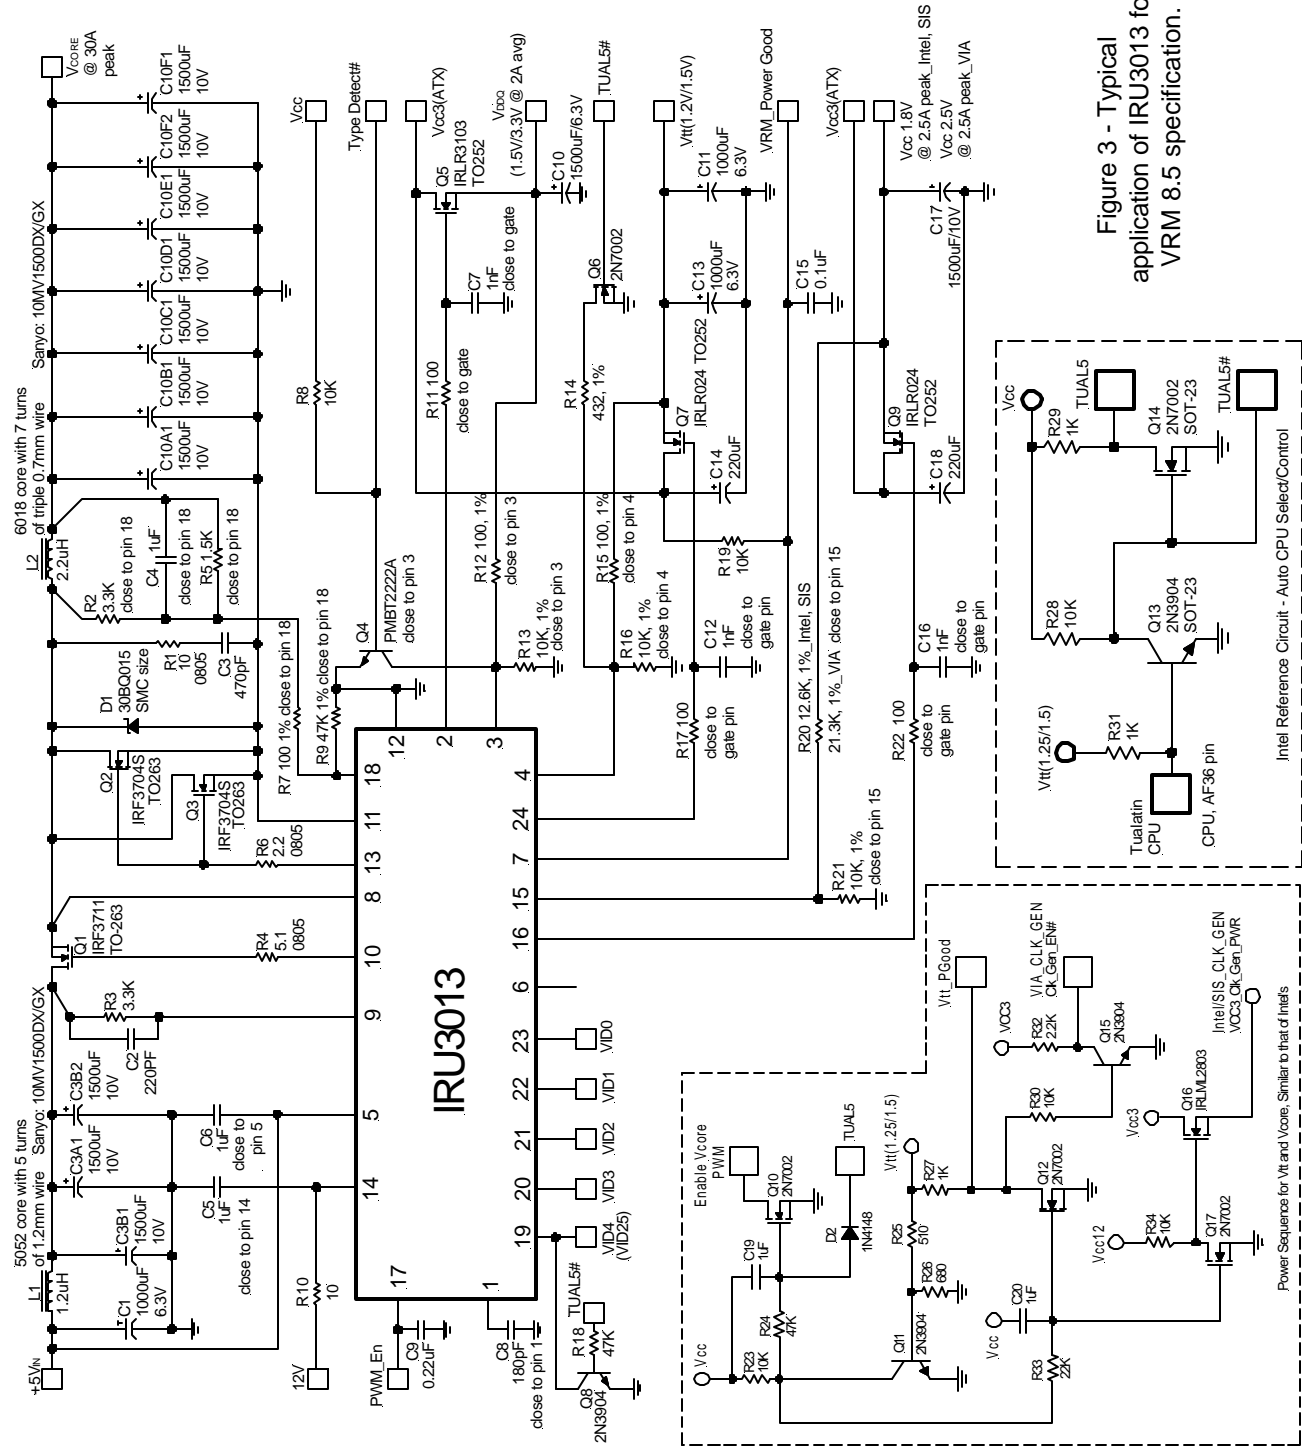 Figure 3 - Typical
application of IRU3013 fo
VRM 8.5 specification.
+5VIN
L1
1.2uH
5052 core with 5 turns
of 1.2mm wire
C1
1000uF
6.3V
C3B1
1500uF
10V
C3A1
1500uF
10V
Sanyo: 10MV1500DX/GX
C3B2
1500uF
10V
C2
220PF
R3
3.3K
Q1
IRF3711
TO-263
C5
1uF
close to pin 14
C6
1uF
close to
pin 5
R4
5.1
0805
R6
2.2
0805
Q3
IRF3704S
TO263
Q2
IRF3704S
TO263
D1
30BQ015
SMC size
R1
10
0805
C3
470pF
R2
3.3K
close to pin 18
L2
2.2uH
6018 core with 7 turns
of triple 0.7mm wire
C4
1uF
close to pin 18
R5 1.5K
close to pin 18
R7 100 1% close to pin 18
R9 47K 1% close to pin 18
Sanyo: 10MV1500DX/GX
C10A1
1500uF
10V
C10B1
1500uF
10V
C10C1
1500uF
10V
C10D1
1500uF
10V
C10E1
1500uF
10V
C10F2
1500uF
10V
C10F1
1500uF
10V
VCORE
@ 30A
peak
12V
R10
10
14
5
9
10
8
13
11
18
IRU3013
17
12
2
3
1
19
20
21
22
23
6
16
15
7
24
4
PWM_En
C9
0.22uF
C8
180pF
close to pin 1
TUAL5#
R18
47K
Q8
2N3904
VID4
(VID25)
VID3
VID2
VID1
VID0
Q4
PMBT2222A
close to pin 3
R8
10K
Vcc
Type Detect#
R11 100
close to gate
C7
1nF
close to gate
Q5
IRLR3103
TO252
Vcc3(ATX)
VDDQ
(1.5V/3.3V @ 2A avg)
C10
1500uF/6.3V
R12 100, 1%
close to pin 3
R13
10K, 1%
close to pin 3
R14
432, 1%
Q6
2N7002
TUAL5#
R15 100, 1%
close to pin 4
R16
10K, 1%
close to pin 4
Q7
IRLR024 TO252
C14
220uF
C13
1000uF
6.3V
C11
1000uF
6.3V
Vtt(1.2V/1.5V)
R17 100
close to
gate pin
C12
1nF
close to
gate pin
R19
10K
C15
0.1uF
VRM_Power Good
R20 12.6K, 1%_Intel, SIS
21.3K, 1%_VIA close to pin 15
R21
10K, 1%
close to pin 15
R22 100
close to
gate pin
C16
1nF
close to
gate pin
Q9
IRLR024
TO252
C18
220uF
C17
1500uF/10V
Vcc3(ATX)
Vcc 1.8V
@ 2.5A peak_Intel, SIS
Vcc 2.5V
@ 2.5A peak_VIA
Vcc
R23
10K
R24
47K
C19
1uF
Enable Vcore
PWM
Q10
2N7002
D2
1N4148
TUAL5
Q11
2N3904
R25
510
R26
680
Vtt(1.25/1.5)
R27
1K
Vtt_PGood
VCC3
R32
2.2K
VIA_CLK_GEN
Clk_Gen_EN#
R30
10K
Q15
2N3904
Q12
2N7002
Vcc
C20
1uF
R33
22K
Vcc12
R34
10K
Q17
2N7002
Vcc3
Q16
IRLML2803
Intel/SIS_CLK_GEN
VCC3_Clk_Gen_PWR
Power Sequence for Vtt and Vcore, Similar to that of Intel's
Vtt(1.25/1.5)
R31
1K
Tualatin
CPU
CPU, AF36 pin
Q13
2N3904
SOT-23
R28
10K
Vcc
R29
1K
TUAL5
Q14
2N7002
SOT-23
TUAL5#
Intel Reference Circuit - Auto CPU Select/Control